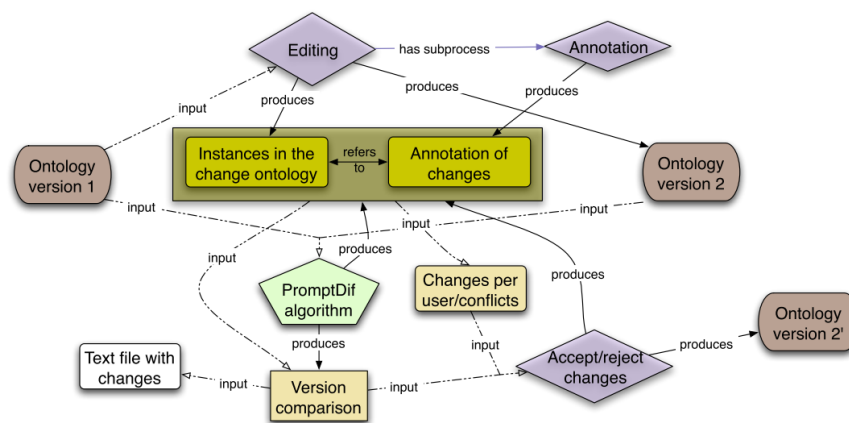 Editing
has subprocess
Annotation
input
produces
produces
produces
Ontology
version 1
Instances in the
change ontology
refers
to
Annotation of
changes
Ontology
version 2
input
input
input
input
produces
produces
PromptDif
algorithm
Changes per
user/conflicts
Ontology
version 2'
produces
input
produces
Text file with
changes
input
Version
comparison
input
Accept/reject
changes